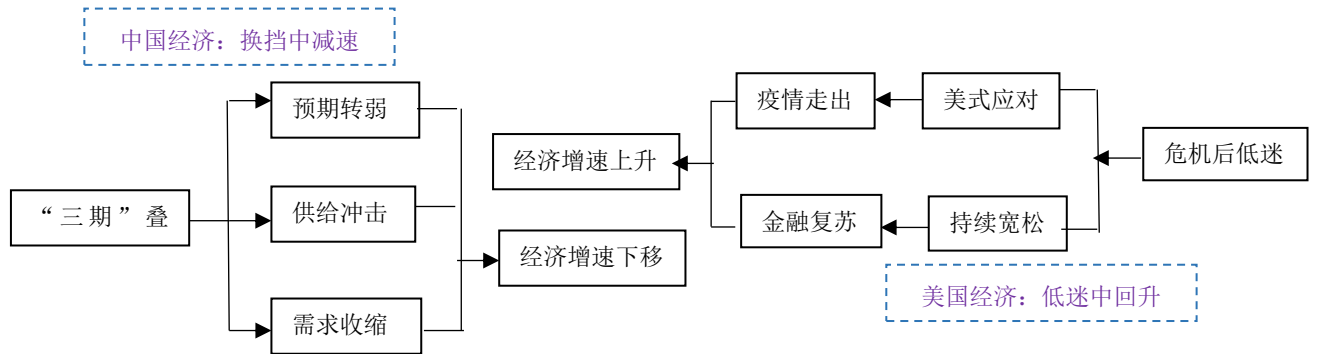 中国经济：换挡中减速
“三期”叠
预期转弱
供给冲击
需求收缩
经济增速下移
经济增速上升
疫情走出
美式应对
金融复苏
持续宽松
危机后低迷
美国经济：低迷中回升